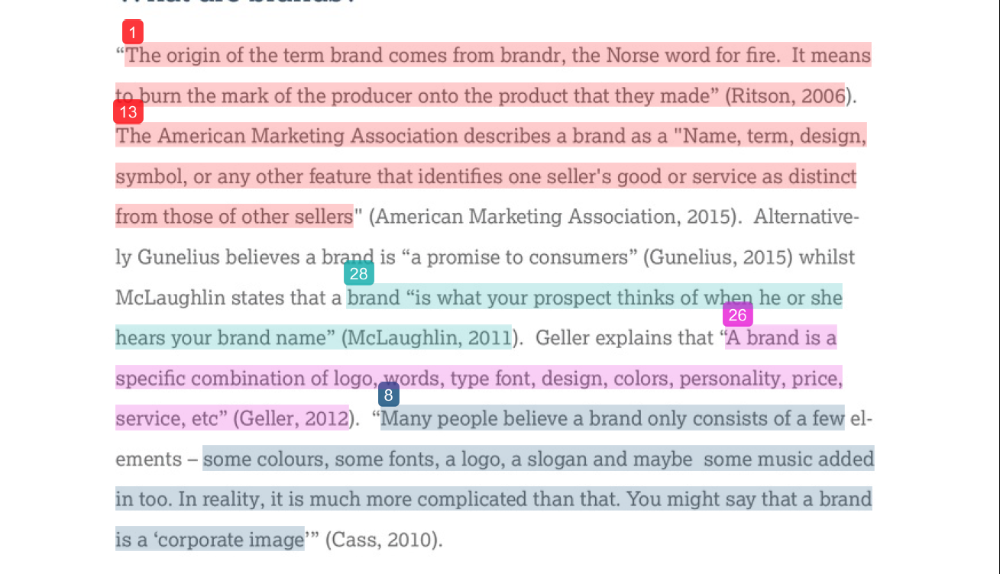 What are brands?
1
“The origin of the term brand comes from brandr, the Norse word for fire.  It means
to burn the mark of the producer onto the product that they made” (Ritson, 2006).
13
The American Marketing Association describes a brand as a "Name, term, design,
symbol, or any other feature that identifies one seller's good or service as distinct
from those of other sellers" (American Marketing Association, 2015).  Alternative-
ly Gunelius believes a brand is “a promise to consumers” (Gunelius, 2015) whilst
28
McLaughlin states that a brand “is what your prospect thinks of when he or she
26
hears your brand name” (McLaughlin, 2011).  Geller explains that “A brand is a
specific combination of logo, words, type font, design, colors, personality, price,
8
service, etc” (Geller, 2012).  “Many people believe a brand only consists of a few el-
ements – some colours, some fonts, a logo, a slogan and maybe  some music added
in too. In reality, it is much more complicated than that. You might say that a brand
is a ‘corporate image’” (Cass, 2010).